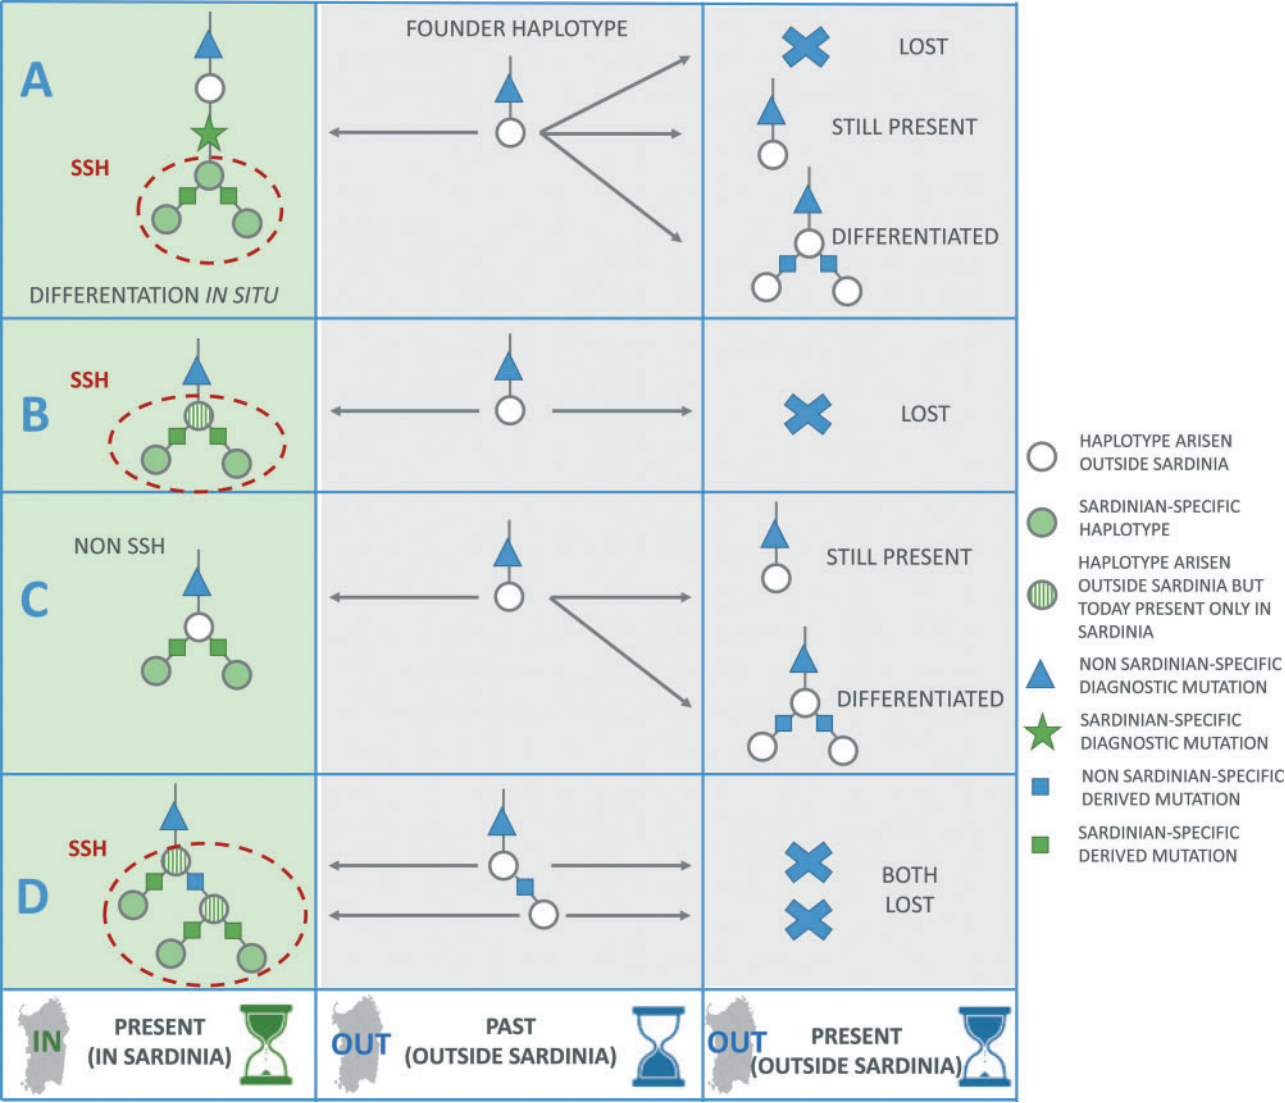 A
SSH
DIFFERENTATION IN SITU
FOUNDER HAPLOTYPE
LOST
STILL PRESENT
DIFFERENTIATED
B
SSH
LOST
C
NON SSH
STILL PRESENT
DIFFERENTIATED
D
SSH
BOTH
LOST
IN
PRESENT
(IN SARDINIA)
OUT
PAST
(OUTSIDE SARDINIA)
OUT
PRESENT
(OUTSIDE SARDINIA)
HAPLOTYPE ARISEN
OUTSIDE SARDINIA
SARDINIAN-SPECIFIC
HAPLOTYPE
HAPLOTYPE ARISEN
OUTSIDE SARDINIA BUT
TODAY PRESENT ONLY IN
SARDINIA
NON SARDINIAN-SPECIFIC
DIAGNOSTIC MUTATION
SARDINIAN-SPECIFIC
DIAGNOSTIC MUTATION
NON SARDINIAN-SPECIFIC
DERIVED MUTATION
SARDINIAN-SPECIFIC
DERIVED MUTATION